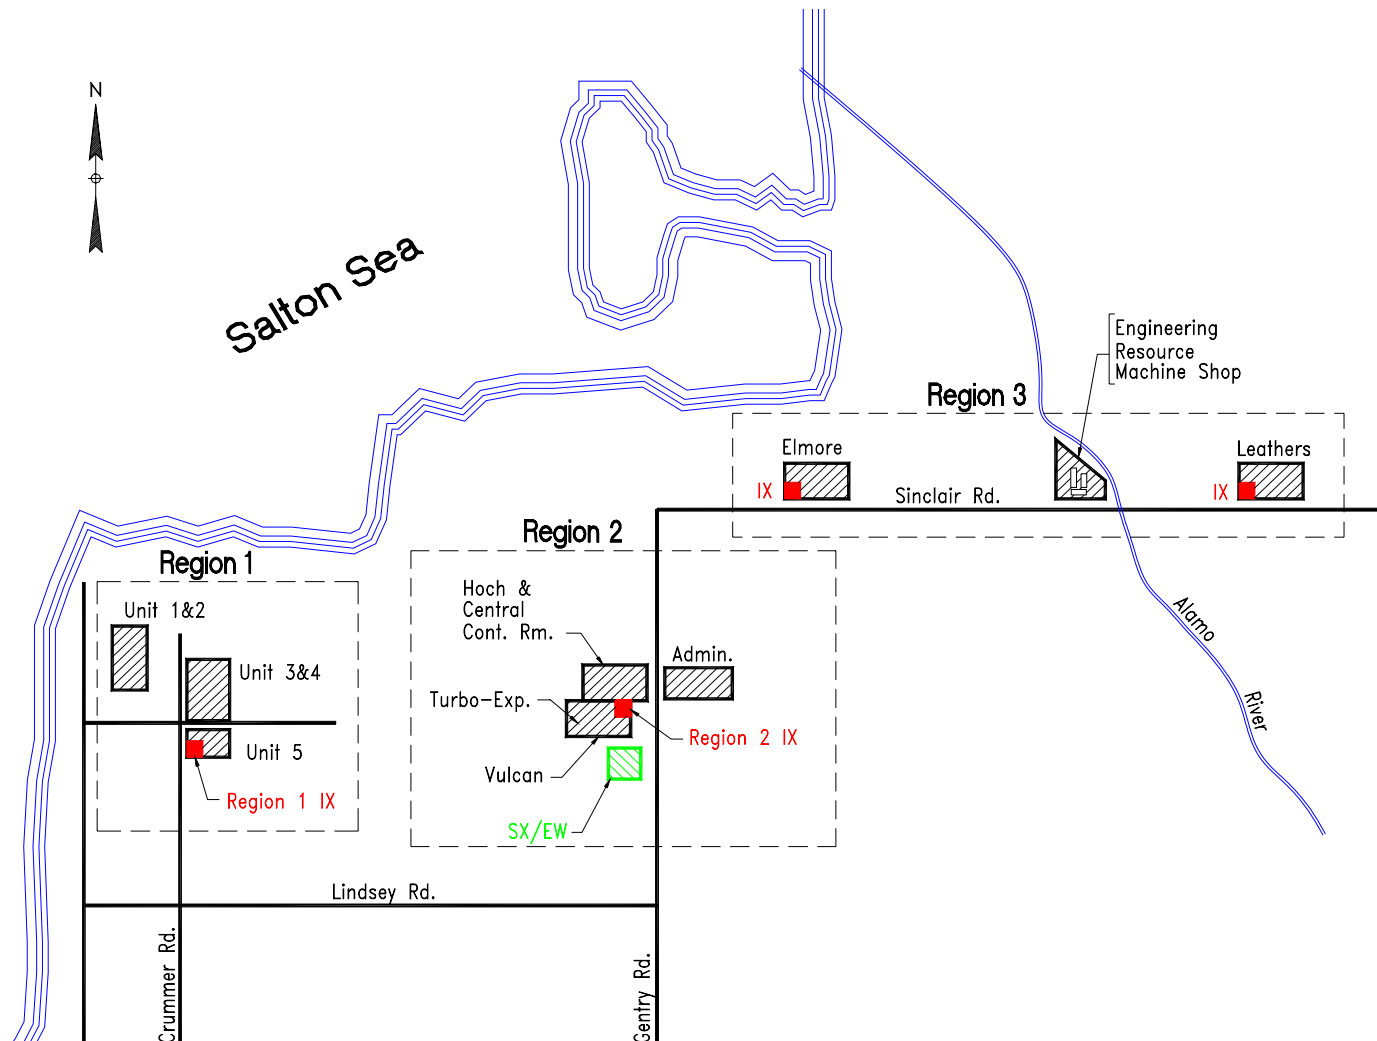 N
Salton Sea
Engineering
Resource
Machine Shop
Region 3
Elmore
Leathers
IX
Sinclair Rd.
IX
Region 2
Region 1
Hoch &
Central
Cont. Rm.
Unit 1&2
Alamo
Admin.
Unit 3&4
Turbo-Exp.
River
Region 2 IX
Unit 5
Vulcan
Region 1 IX
SX/EW
Lindsey Rd.
Crummer Rd.
Gentry Rd.